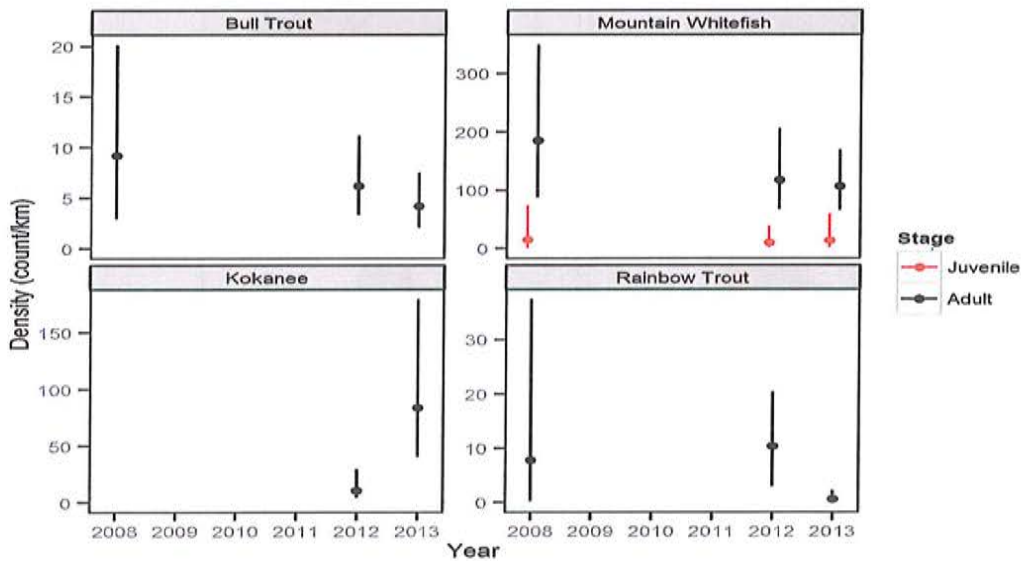 Bull Trout
Mountain Whitefish
20
15
10
5
0
300
200
100
0
Kokanee
Rainbow Trout
150
100
50
0
30
20
10
0
2008 2009 2010 2011 2012 2013
2008 2009 2010 2011 2012 2013
Density (count/km)
Year
Stage
Juvenile
Adult